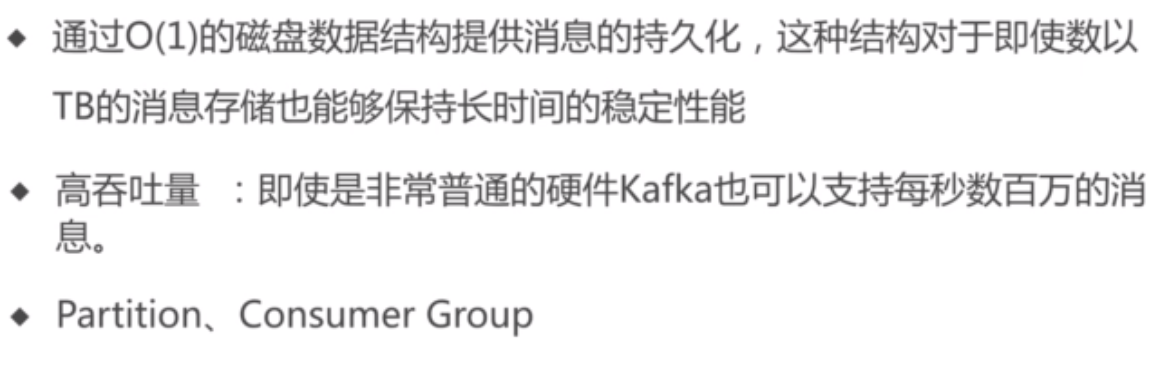 ◆ 通过O(1)的磁盘数据结构提供消息的持久化，这种结构对于即使数以
TB的消息存储也能够保持长时间的稳定性能
◆ 高吞吐量 ：即使是非常普通的硬件Kafka也可以支持每秒数百万的消
息。
◆ Partition、Consumer Group